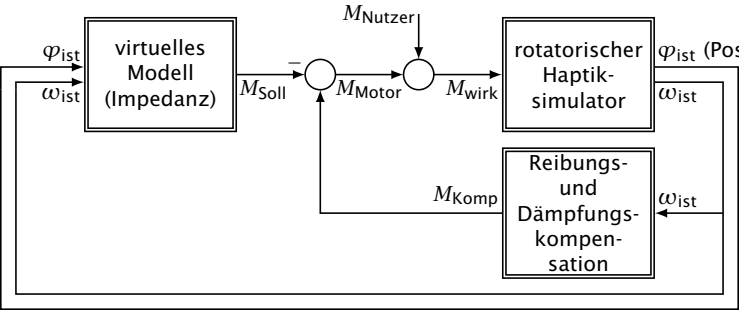 M_Nutzer
φ_ist
ω_ist
virtuelles
Modell
(Impedanz)
M_Soll
−
M_Motor
M_wirk
rotatorischer
Haptik-
simulator
φ_ist (Pos
ω_ist
M_Komp
Reibungs-
und
Dämpfungs-
kompen-
sation
ω_ist